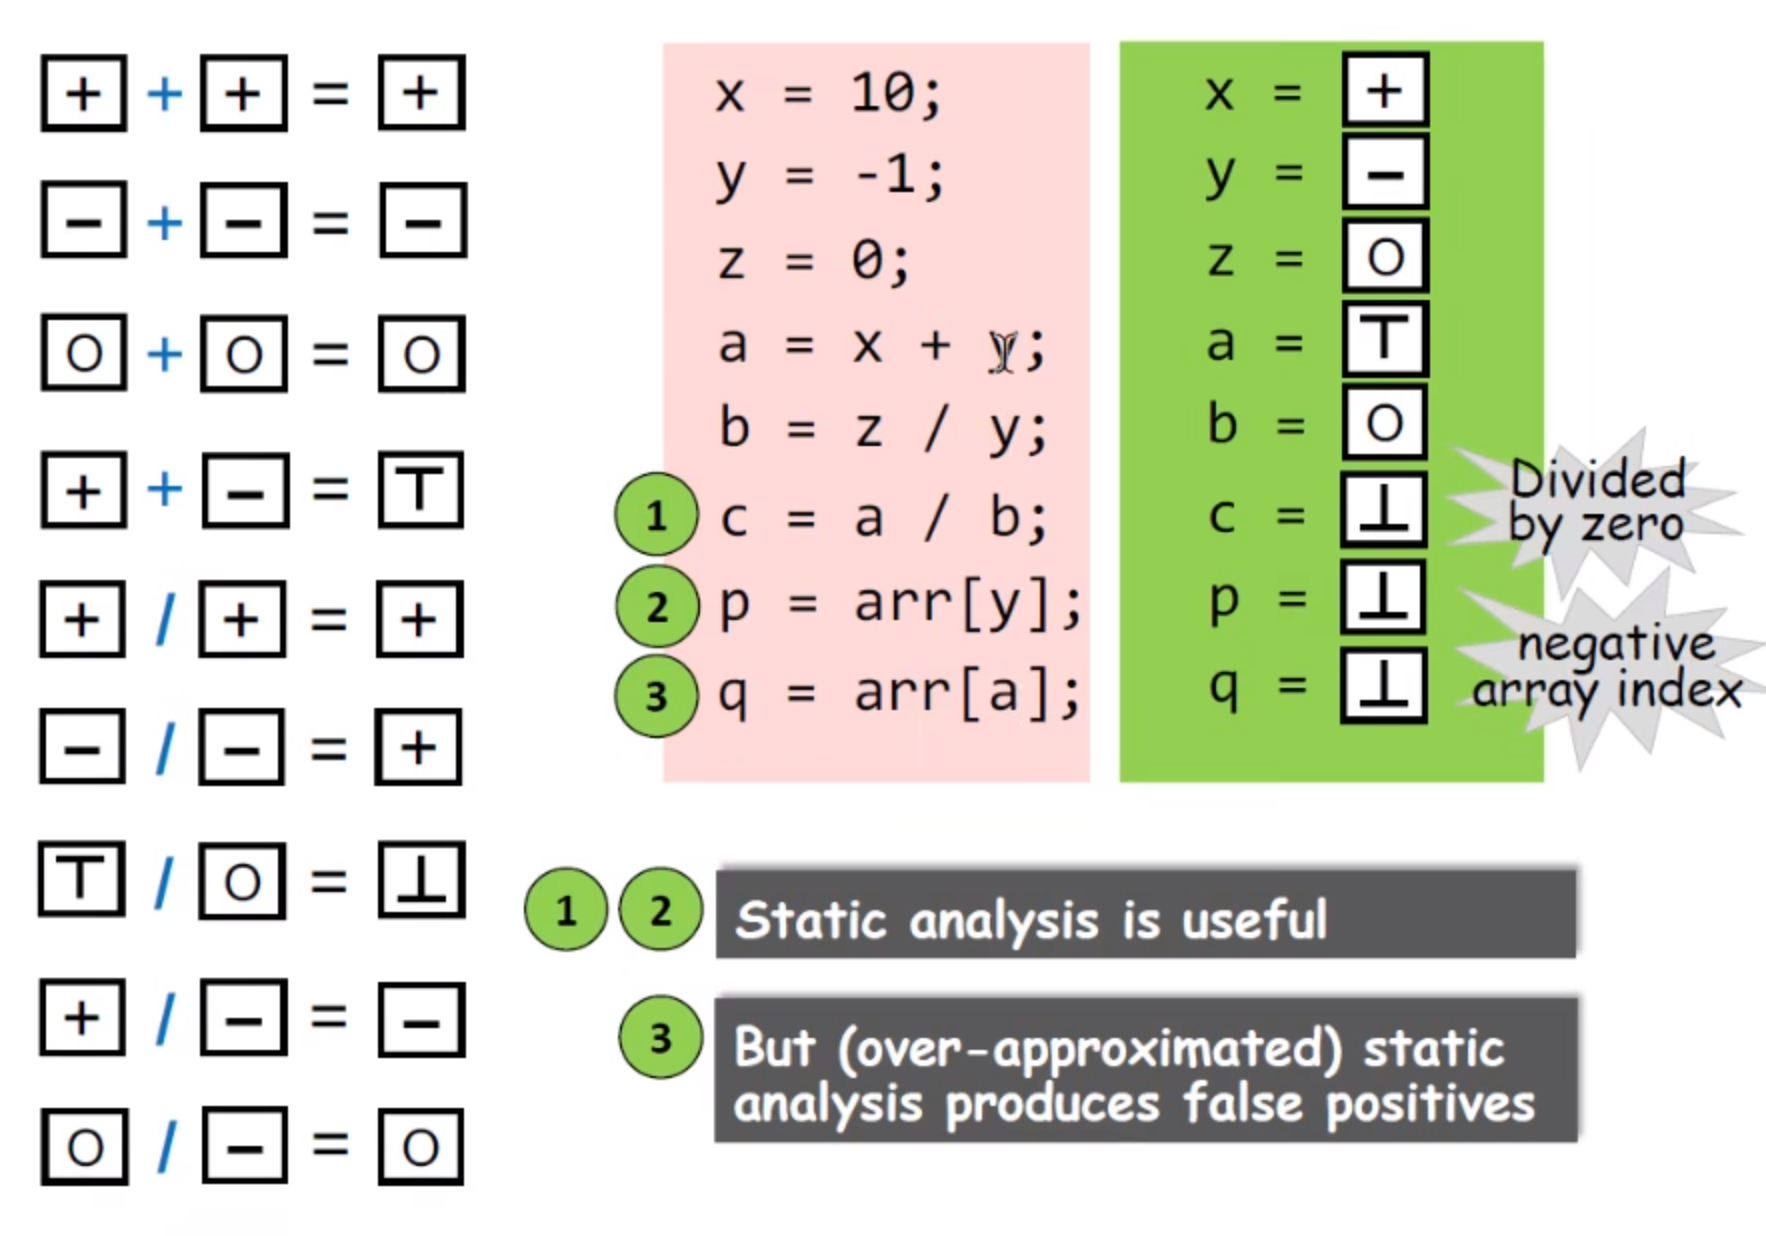 + + + = +
- + - = -
O + O = O
+ + - = ⊤
+ / + = +
- / - = +
⊤ / O = ⊥
+ / - = -
O / - = O
x = 10;
y = -1;
z = 0;
a = x + y;
b = z / y;
1 c = a / b;
2 p = arr[y];
3 q = arr[a];
x = +
y = -
z = O
a = ⊤
b = O
c = ⊥
p = ⊥
q = ⊥
Divided
by zero
negative
array index
1 2 Static analysis is useful
3 But (over-approximated) static
analysis produces false positives